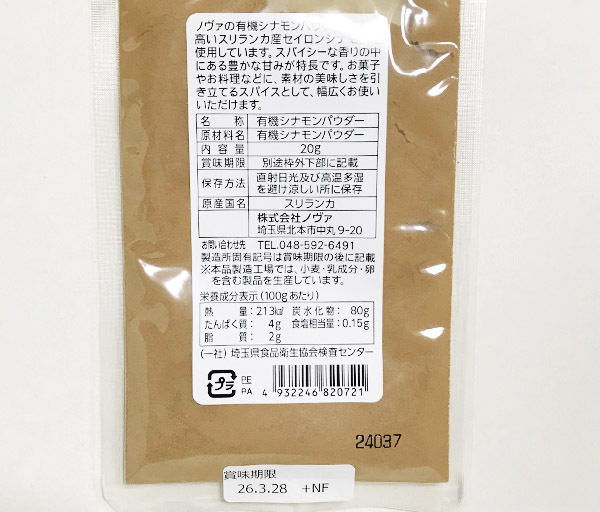 ノヴァの有機シナモンパウ
高いスリランカ産セイロンシナモ
使用しています。スパイシーな香りの中
にある豊かな甘みが特長です。お菓子
やお料理などに、素材の美味しさを引
き立てるスパイスとして、幅広くお使い
いただけます。
名称 有機シナモンパウダー
原材料名 有機シナモンパウダー
内容量 20g
賞味期限 別途枠外下部に記載
保存方法 直射日光及び高温多湿
を避け涼しい所に保存
原産国名 スリランカ
株式会社ノヴァ
埼玉県北本市中丸9-20
お問い合わせ先 TEL.048-592-6491
製造所固有記号は賞味期限の後に記載
※本品製造工場では、小麦・乳成分・卵
を含む製品を生産しています。
栄養成分表示(100gあたり)
熱量:213㎉ 炭水化物:80g
たんぱく質:4g 食塩相当量:0.15g
脂質:2g
(一社)埼玉県食品衛生協会検査センター
プラ PE
PA
4 932246 820721
24037
賞味期限
26.3.28 +NF